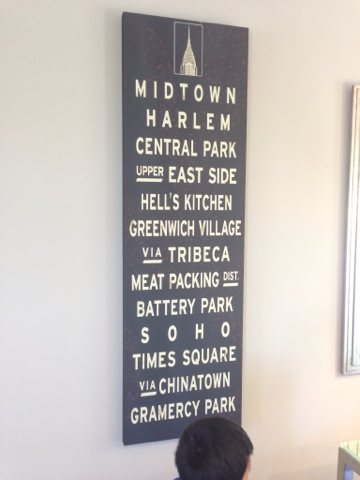 MIDTOWN
HARLEM
CENTRAL PARK
UPPER EAST SIDE
HELL'S KITCHEN
GREENWICH VILLAGE
VIA TRIBECA
MEAT PACKING DIST.
BATTERY PARK
SOHO
TIMES SQUARE
VIA CHINATOWN
GRAMERCY PARK